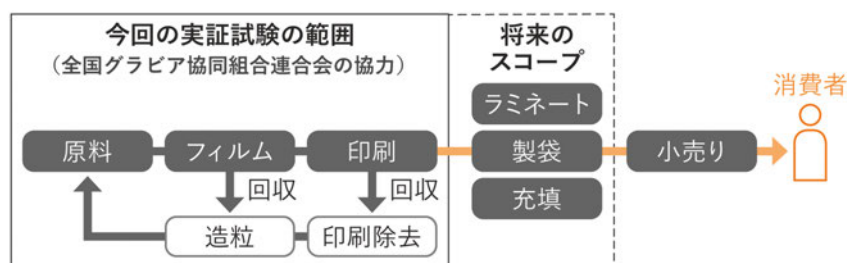 今回の実証試験の範囲
（全国グラビア協同組合連合会の協力）
将来の
スコープ
消費者
ラミネート
原料
フィルム
印刷
製袋
小売り
回収
回収
充填
造粒
印刷除去